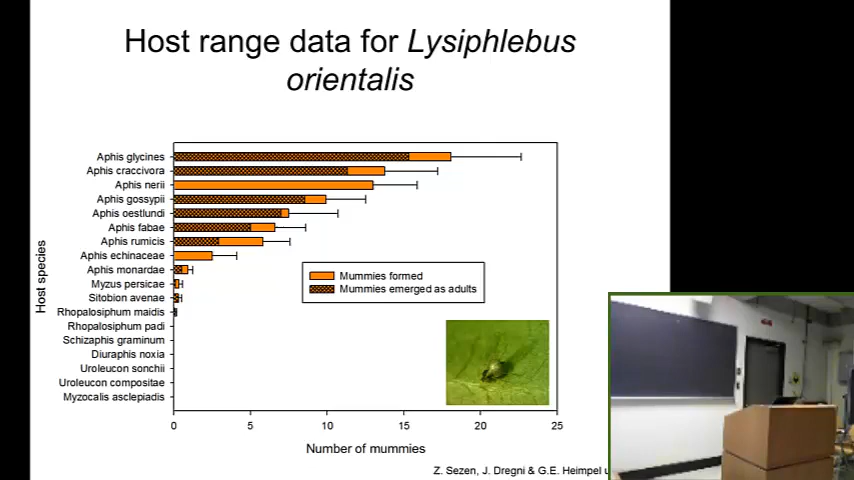 Host range data for Lysiphlebus
orientalis
Aphis glycines
Aphis craccivora
Aphis nerii
Aphis gossypii
Aphis oestlundi
Aphis fabae
Aphis rumicis
Aphis echinaceae
Aphis monardae
Myzus persicae
Sitobion avenae
Rhopalosiphum maidis
Rhopalosiphum padi
Schizaphis graminum
Diuraphis noxia
Uroleucon sonchii
Uroleucon compositae
Myzocalis asclepiadis
Host species
Mummies formed
Mummies emerged as adults
0 5 10 15 20 25
Number of mummies
Z. Sezen, J. Dregni & G.E. Heimpel u